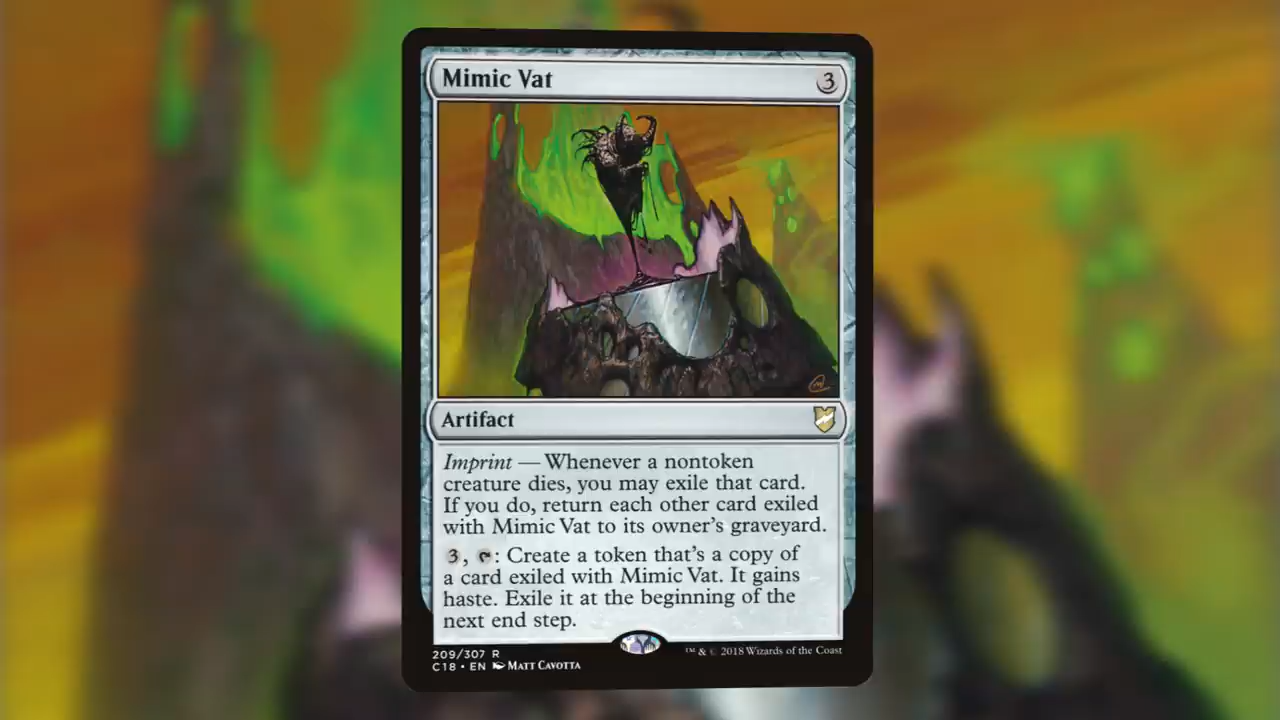 Mimic Vat 3
Artifact
Imprint — Whenever a nontoken
creature dies, you may exile that card.
If you do, return each other card exiled
with Mimic Vat to its owner's graveyard.
3, : Create a token that's a copy of
a card exiled with Mimic Vat. It gains
haste. Exile it at the beginning of the
next end step.
209/307 R
C18 • EN Matt Cavotta
™ & © 2018 Wizards of the Coast